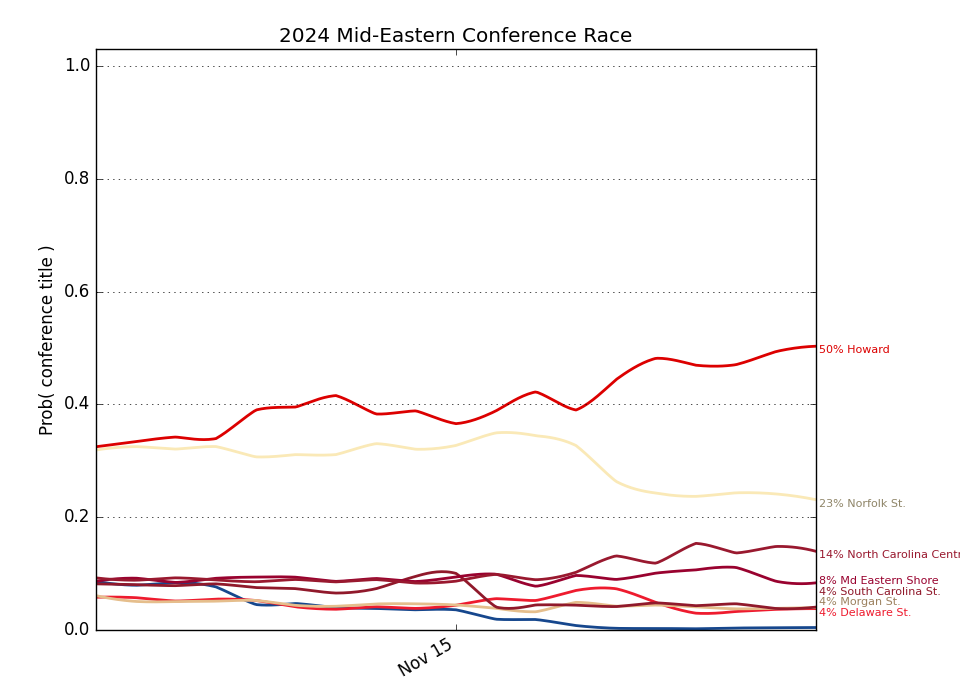 2024 Mid-Eastern Conference Race
Prob( conference title )
1.0
0.8
0.6
0.4
0.2
0.0
Nov 15
50% Howard
23% Norfolk St.
14% North Carolina Centr
8% Md Eastern Shore
4% South Carolina St.
4% Morgan St.
4% Delaware St.